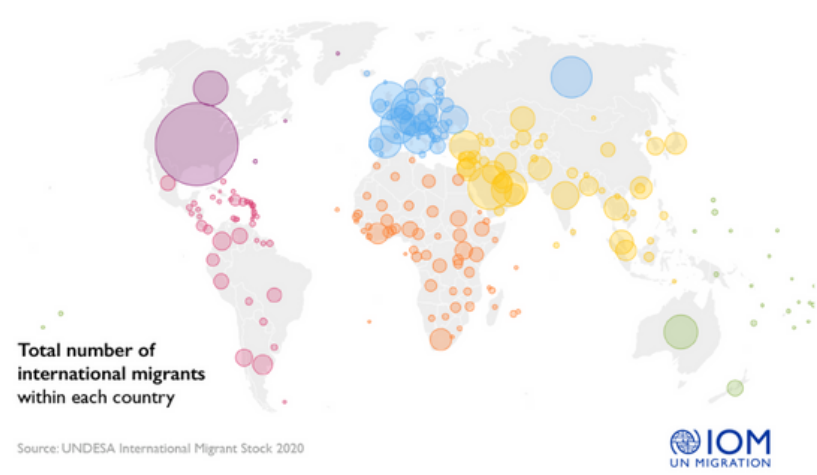 Total number of
international migrants
within each country
Source: UNDESA International Migrant Stock 2020
IOM
UN MIGRATION